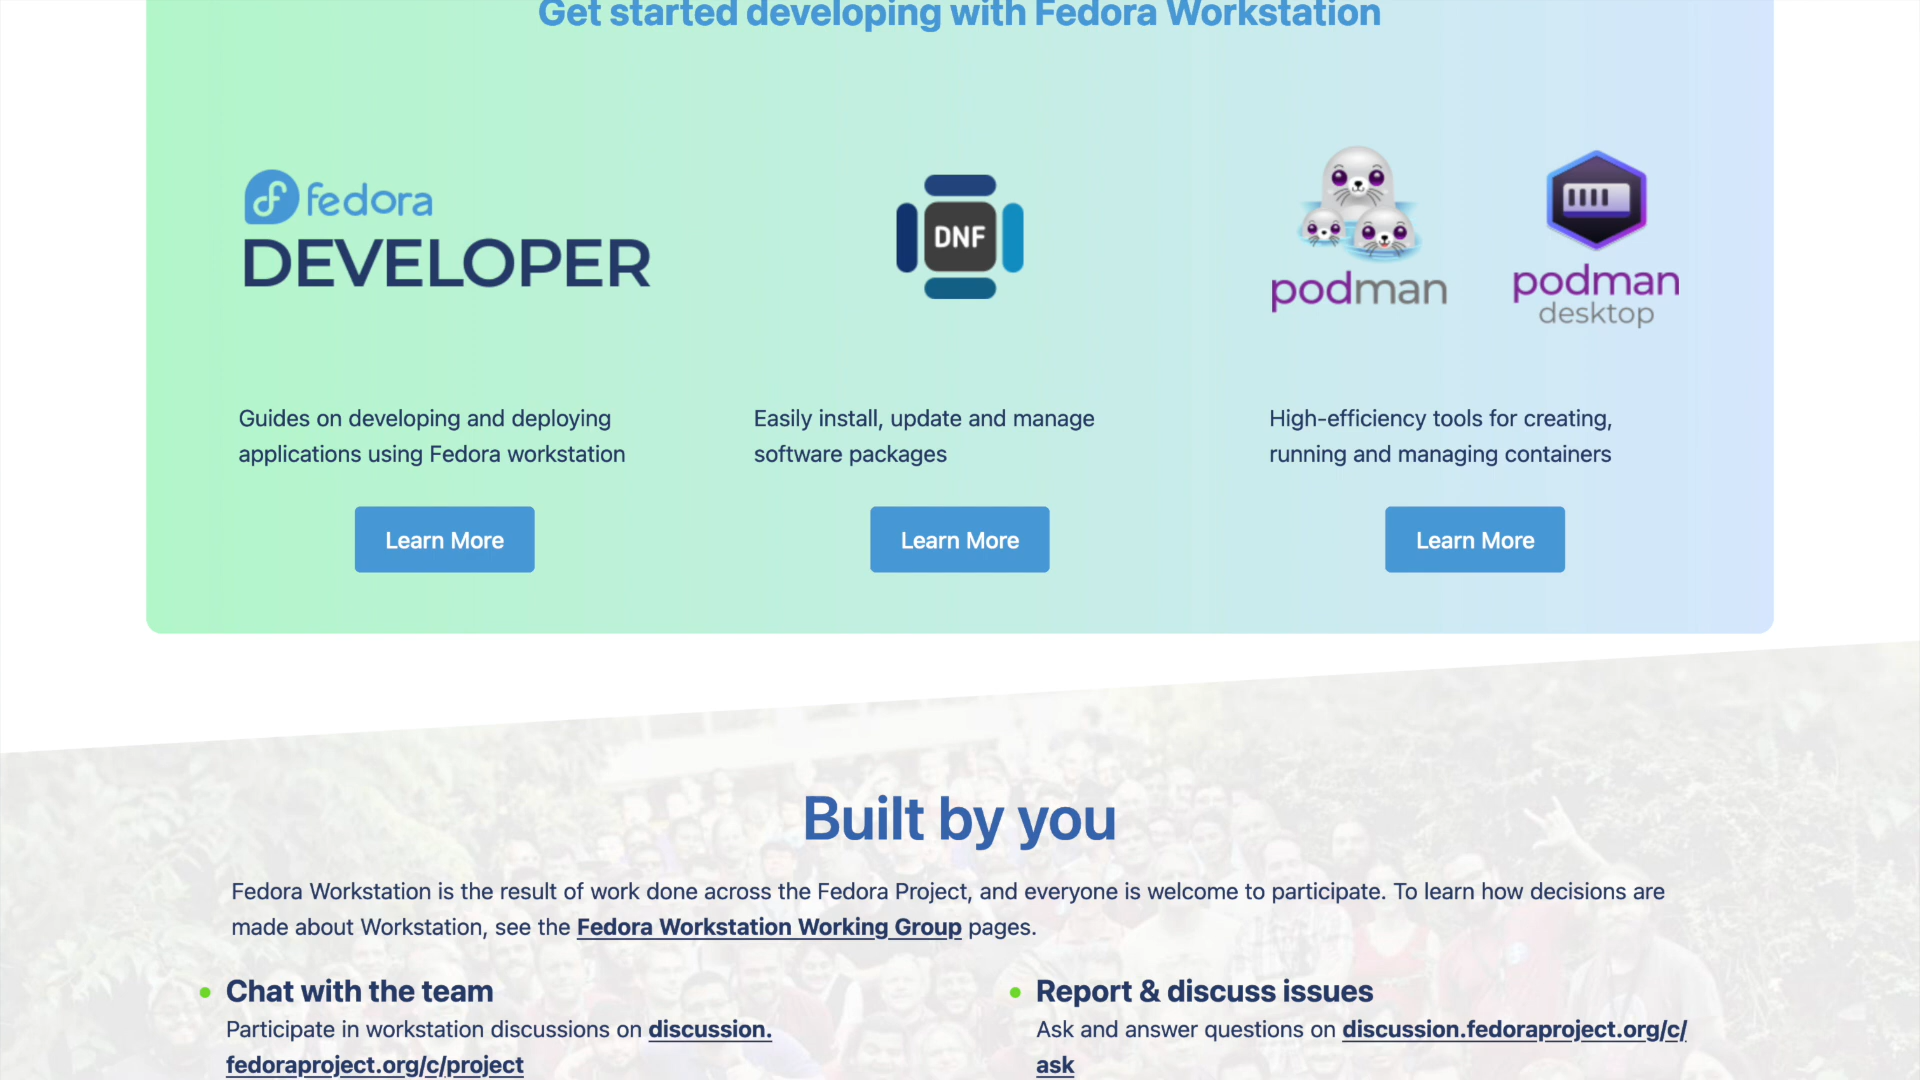 Get started developing with Fedora Workstation
fedora
DEVELOPER
DNF
podman
podman
desktop
Guides on developing and deploying
applications using Fedora workstation
Easily install, update and manage
software packages
High-efficiency tools for creating,
running and managing containers
Learn More
Learn More
Learn More
Built by you
Fedora Workstation is the result of work done across the Fedora Project, and everyone is welcome to participate. To learn how decisions are
made about Workstation, see the Fedora Workstation Working Group pages.
Chat with the team
Participate in workstation discussions on discussion.
fedoraproject.org/c/project
Report & discuss issues
Ask and answer questions on discussion.fedoraproject.org/c/
ask